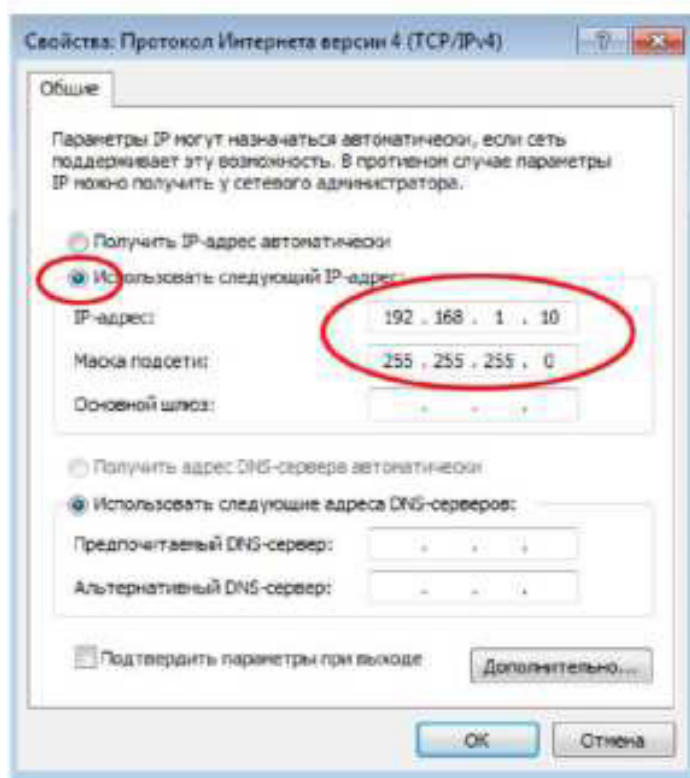 Свойства: Протокол Интернета версии 4 (TCP/IPv4)
Общие
Параметры IP могут назначаться автоматически, если сеть
поддерживает эту возможность. В противном случае параметры
IP можно получить у сетевого администратора.
Получить IP-адрес автоматически
Использовать следующий IP-адрес:
IP-адрес: 192 . 168 . 1 . 10
Маска подсети: 255 . 255 . 255 . 0
Основной шлюз: . . .
Получить адрес DNS-сервера автоматически
Использовать следующие адреса DNS-серверов:
Предпочитаемый DNS-сервер: . . .
Альтернативный DNS-сервер: . . .
Подтвердить параметры при выходе
Дополнительно...
ОК Отмена